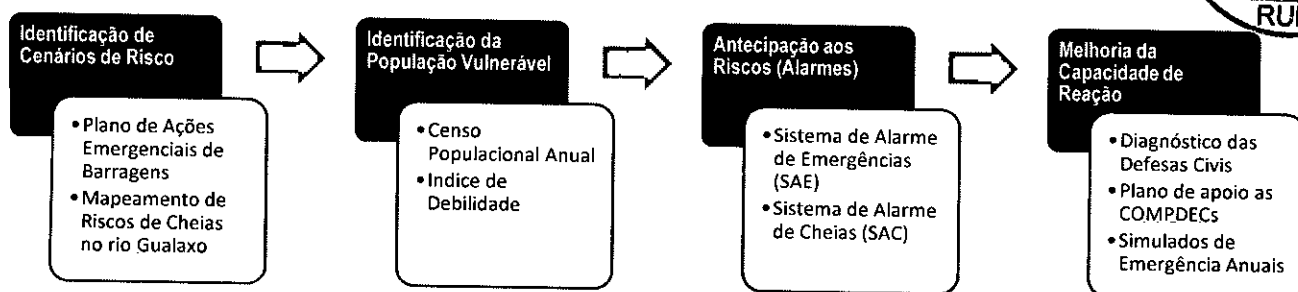 Identificação de
Cenários de Risco
• Plano de Ações
Emergenciais de
Barragens
• Mapeamento de
Riscos de Cheias
no rio Gualaxo
Identificação da
População Vulnerável
• Censo
Populacional Anual
• Indice de
Debilidade
Antecipação aos
Riscos (Alarmes)
• Sistema de Alarme
de Emergências
(SAE)
• Sistema de Alarme
de Cheias (SAC)
Melhoria da
Capacidade de
Reação
• Diagnóstico das
Defesas Civis
• Plano de apoio as
COMPDECs
• Simulados de
Emergência Anuais